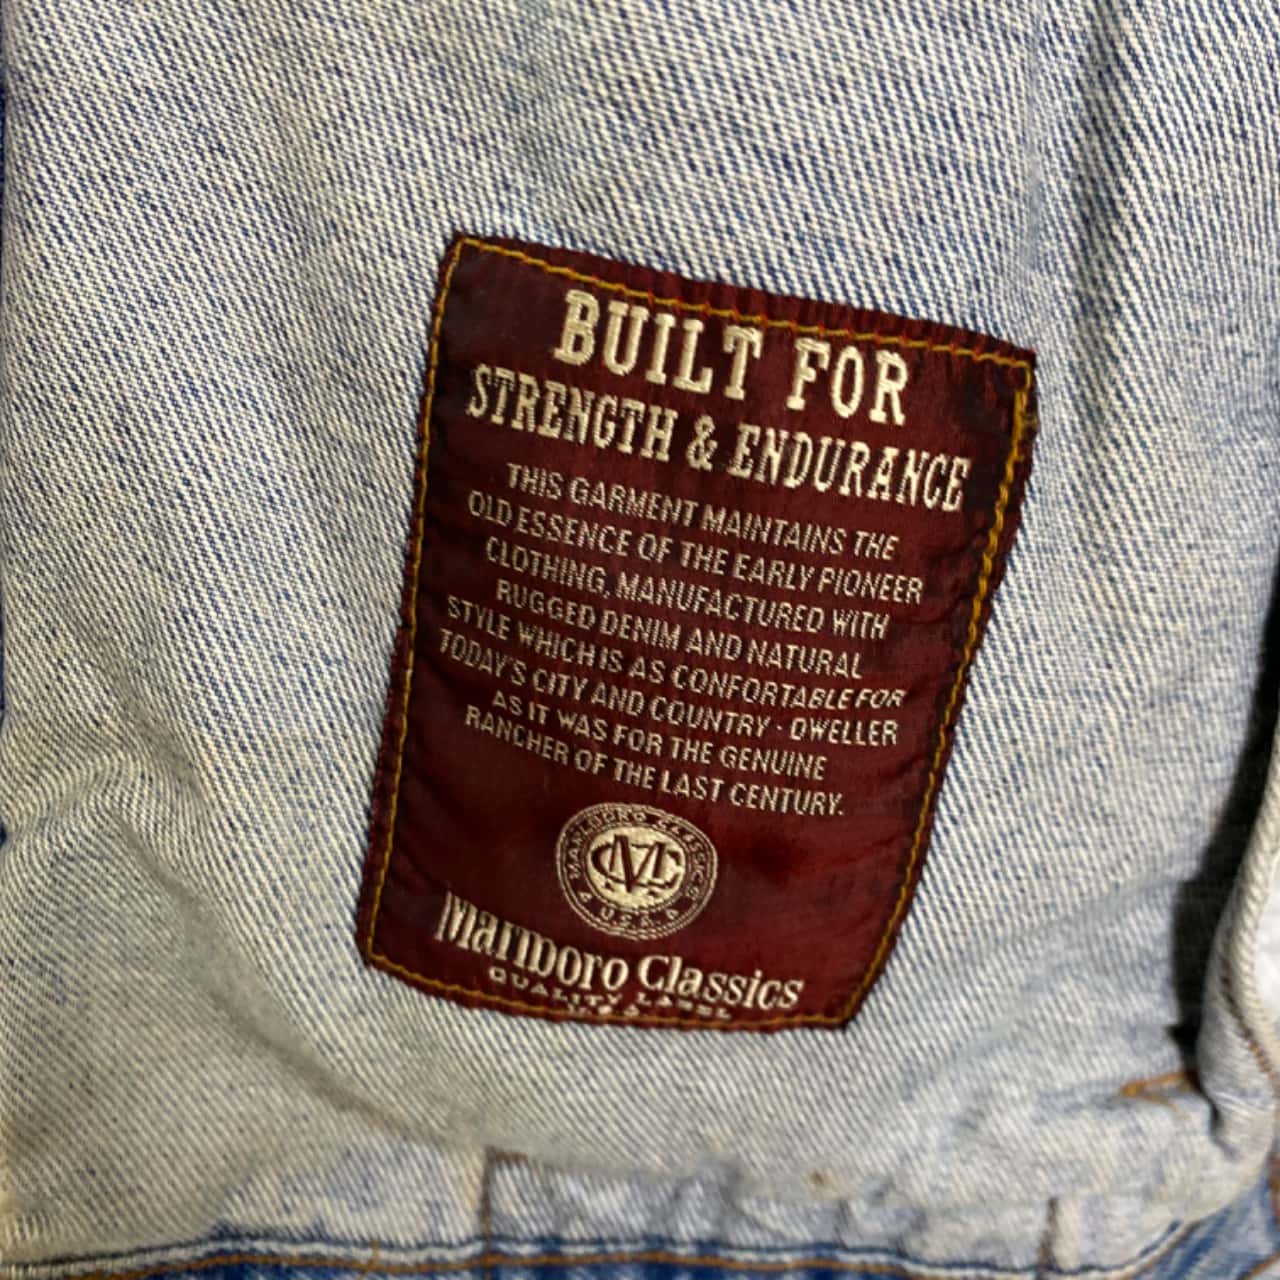 BUILT FOR
STRENGTH & ENDURANCE
THIS GARMENT MAINTAINS THE
OLD ESSENCE OF THE EARLY PIONEER
CLOTHING, MANUFACTURED WITH
RUGGED DENIM AND NATURAL
STYLE WHICH IS AS CONFORTABLE FOR
TODAY'S CITY AND COUNTRY - DWELLER
AS IT WAS FOR THE GENUINE
RANCHER OF THE LAST CENTURY.
MARLBORO CLASSICS
MC
U.S.A.
Marlboro Classics
QUALITY LABEL
U.S.A